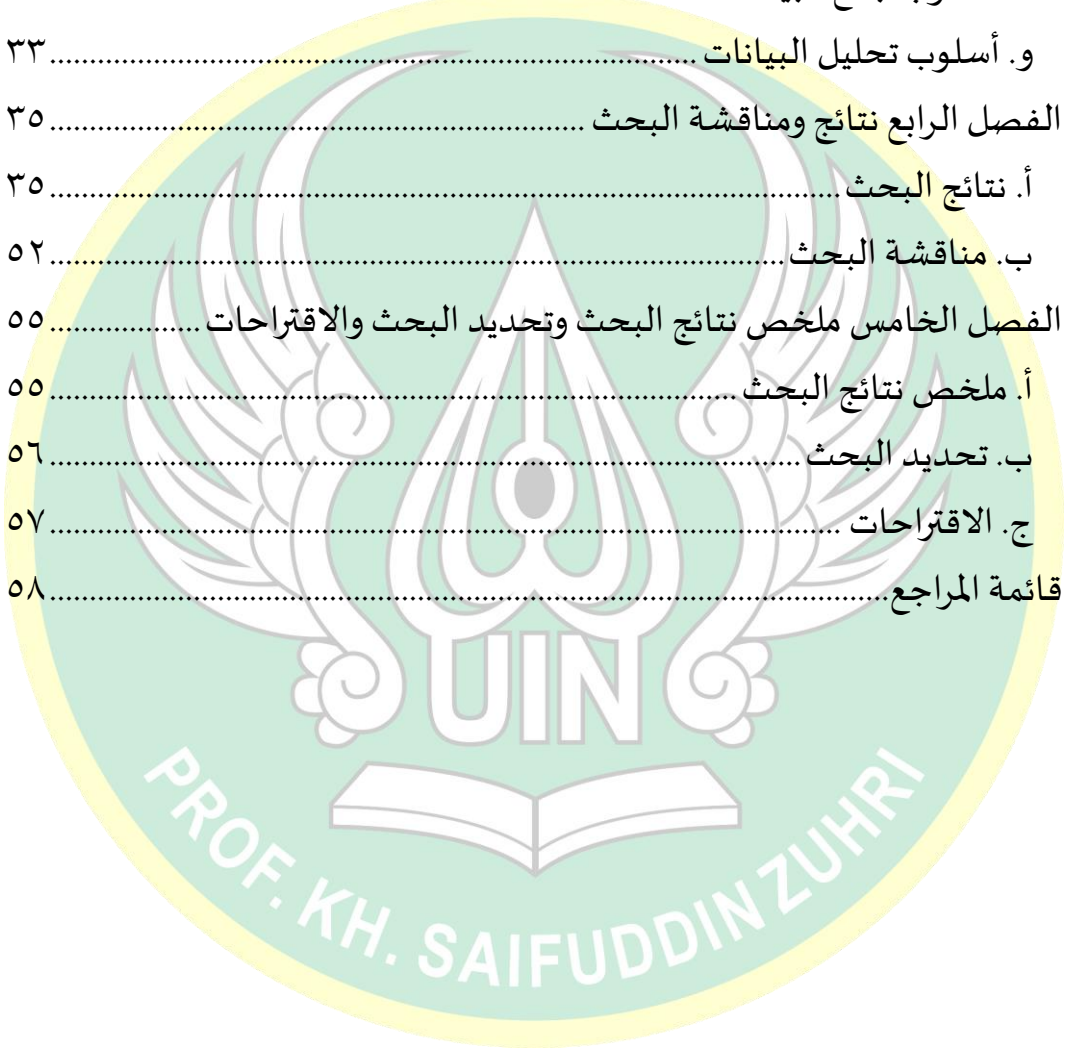 و. أسلوب تحليل البيانات ........ ٣٣
الفصل الرابع نتائج ومناقشة البحث ........ ٣٥
أ. نتائج البحث ........ ٣٥
ب. مناقشة البحث ........ ٥٢
الفصل الخامس ملخص نتائج البحث وتحديد البحث والاقتراحات ........ ٥٥
أ. ملخص نتائج البحث ........ ٥٥
ب. تحديد البحث ........ ٥٦
ج. الاقتراحات ........ ٥٧
قائمة المراجع ........ ٥٨
UIN
PROF. KH. SAIFUDDIN ZUHRI